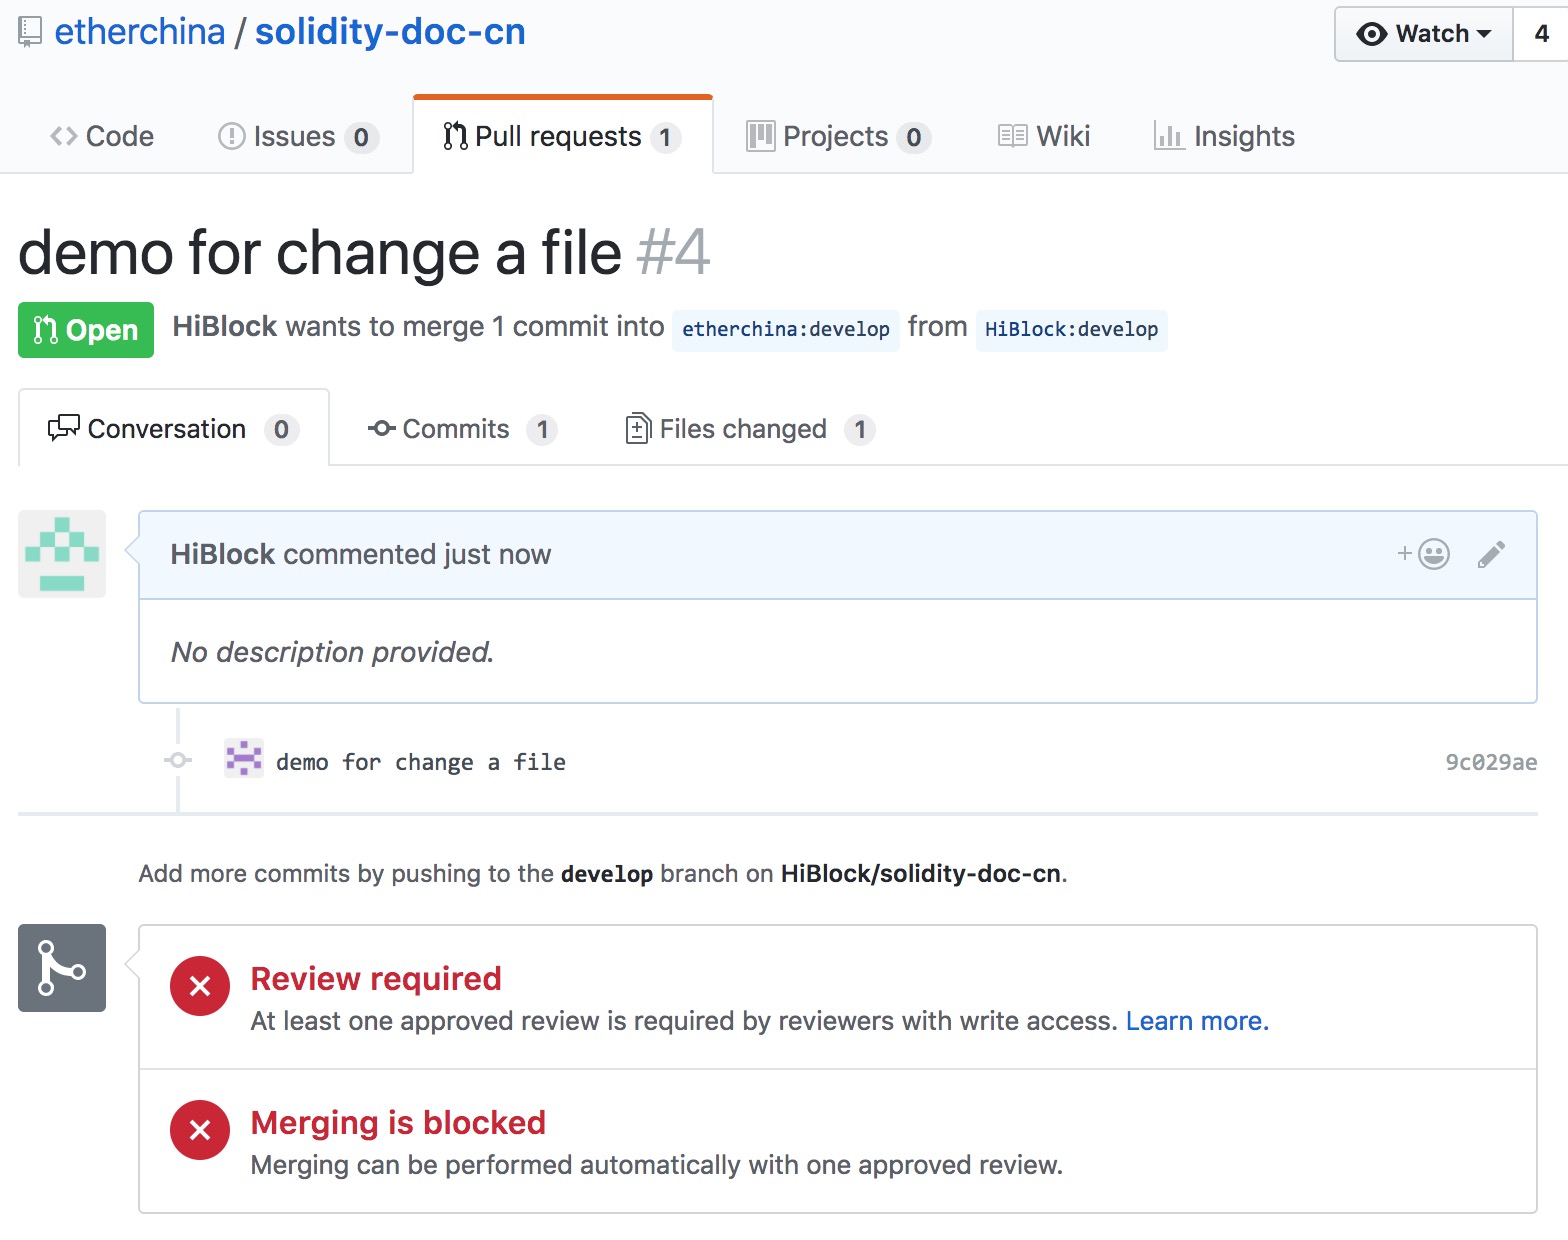 etherchina / solidity-doc-cn
Watch 4
Code Issues 0 Pull requests 1 Projects 0 Wiki Insights
demo for change a file #4
Open HiBlock wants to merge 1 commit into etherchina:develop from HiBlock:develop
Conversation 0 Commits 1 Files changed 1
HiBlock commented just now
No description provided.
demo for change a file 9c029ae
Add more commits by pushing to the develop branch on HiBlock/solidity-doc-cn.
Review required
At least one approved review is required by reviewers with write access. Learn more.
Merging is blocked
Merging can be performed automatically with one approved review.